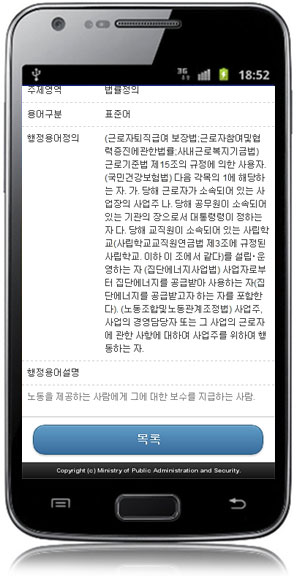 3G 18:52
주제영역 법률정의
용어구분 표준어
행정용어정의 (근로자퇴직급여 보장법;근로자참여및협
력증진에관한법률;사내근로복지기금법)
근로기준법 제15조의 규정에 의한 사용자.
(국민건강보험법) 다음 각목의 1에 해당하
는 자. 가. 당해 근로자가 소속되어 있는 사
업장의 사업주 나. 당해 공무원이 소속되어
있는 기관의 장으로서 대통령령이 정하는
자 다. 당해 교직원이 소속되어 있는 사립학
교(사립학교교직원연금법 제3조에 규정된
사립학교. 이하 이 조에서 같다)를 설립·운
영하는 자 (집단에너지사업법) 사업자로부
터 집단에너지를 공급받아 사용하는 자(집
단에너지를 공급받고자 하는 자를 포함한
다). (노동조합및노동관계조정법) 사업주,
사업의 경영담당자 또는 그 사업의 근로자
에 관한 사항에 대하여 사업주를 위하여 행
동하는 자.
행정용어설명
노동을 제공하는 사람에게 그에 대한 보수를 지급하는 사람.
목록
Copyright (c) Ministry of Public Administration and Security.